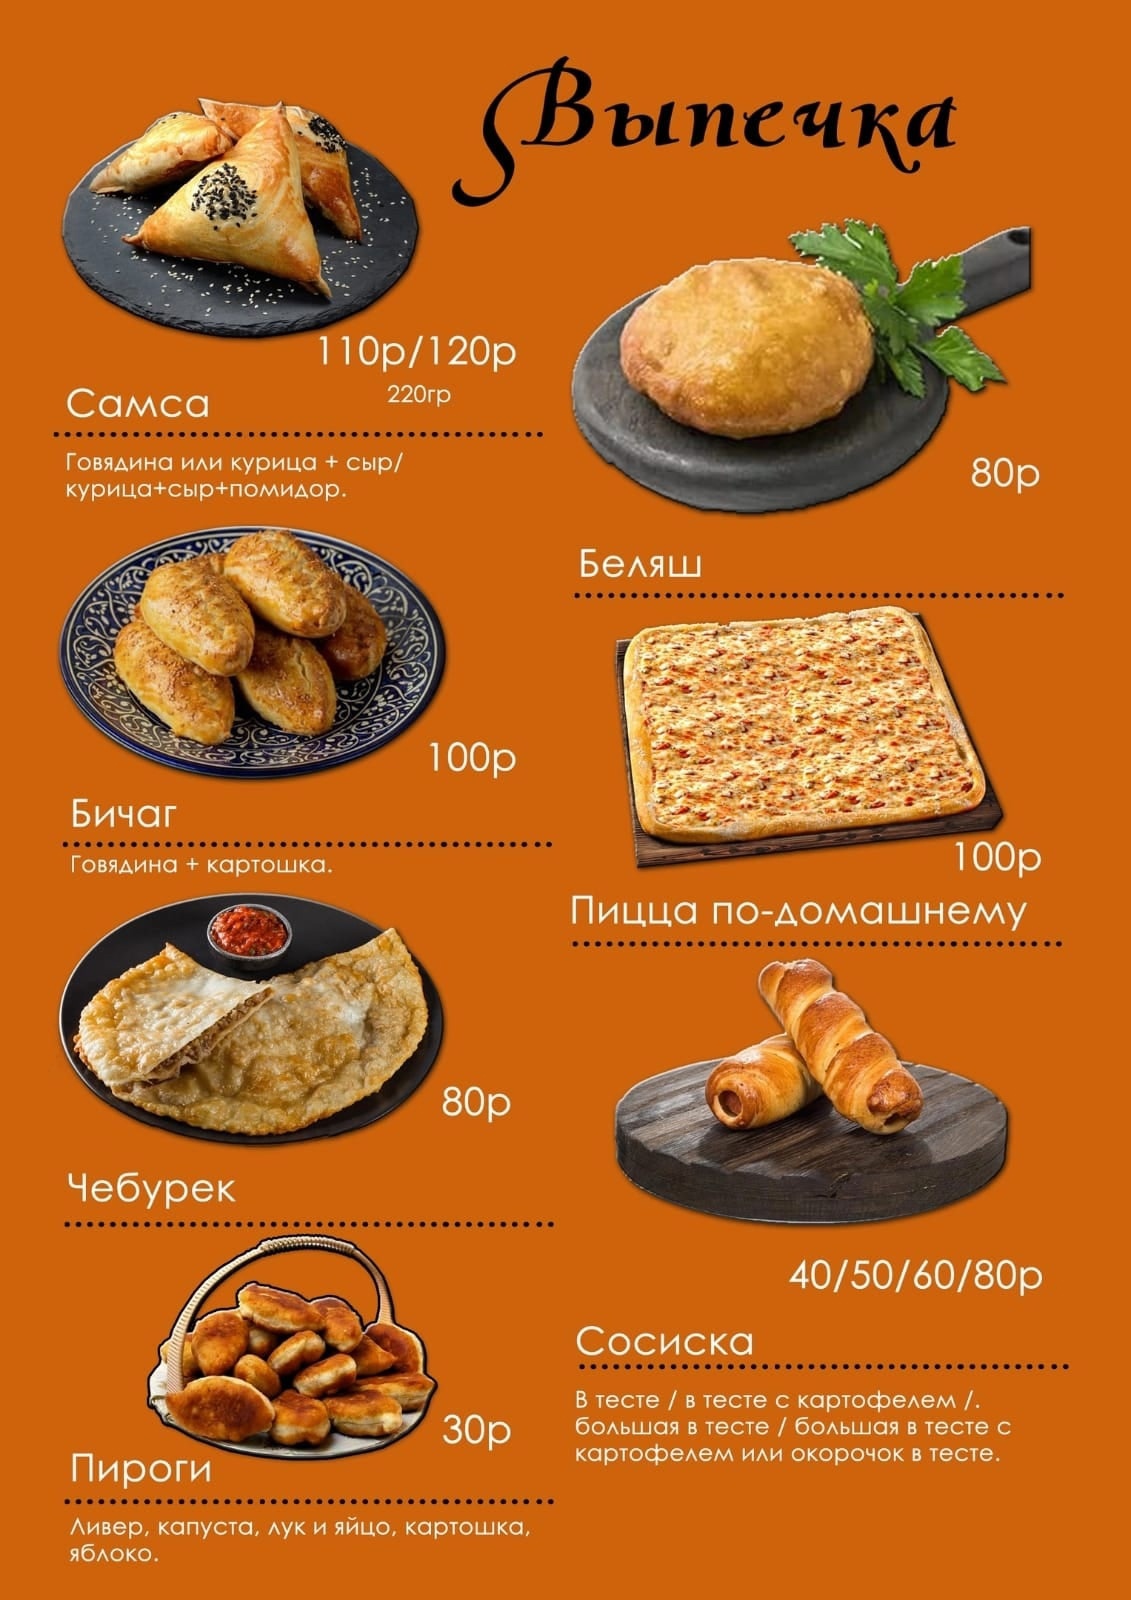 Выпечка
110р/120р
220гр
Самса
Говядина или курица + сыр/
курица+сыр+помидор.
100р
Бичаг
Говядина + картошка.
80р
Чебурек
30р
Пироги
Ливер, капуста, лук и яйцо, картошка,
яблоко.
80р
Беляш
100р
Пицца по-домашнему
40/50/60/80р
Сосиска
В тесте / в тесте с картофелем /.
большая в тесте / большая в тесте с
картофелем или окорочок в тесте.